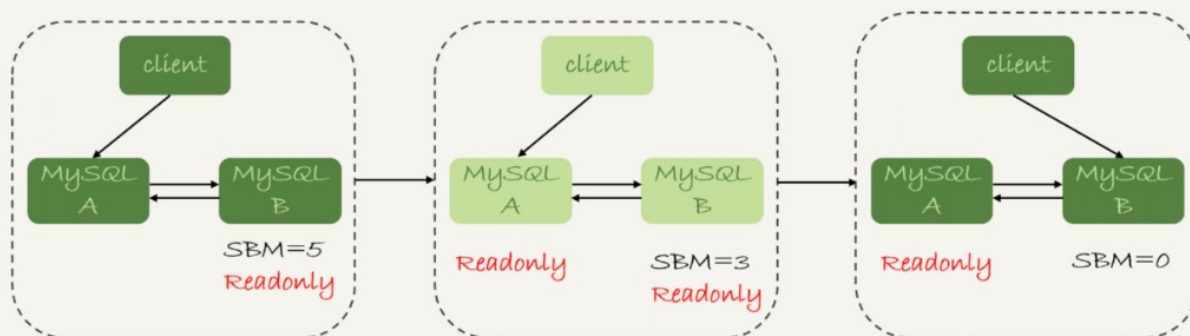 client
MySQL
A
MySQL
B
SBM=5
Readonly
client
MySQL
A
MySQL
B
Readonly
SBM=3
Readonly
client
MySQL
A
MySQL
B
Readonly
SBM=0